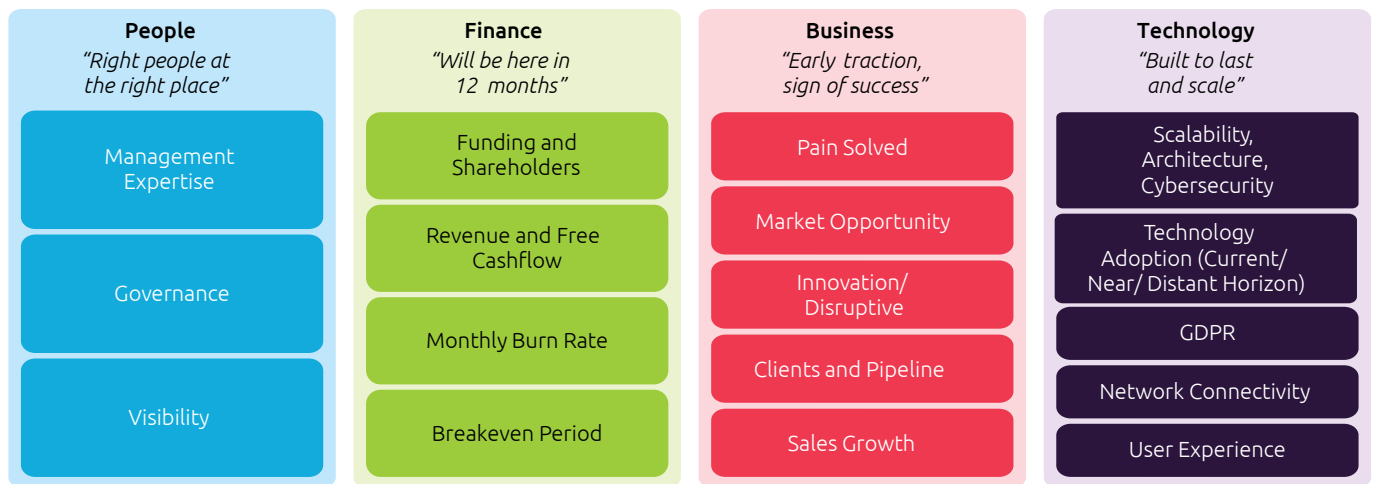 People
“Right people at
the right place”
Management
Expertise
Governance
Visibility
Finance
“Will be here in
12 months”
Funding and
Shareholders
Revenue and Free
Cashflow
Monthly Burn Rate
Breakeven Period
Business
“Early traction,
sign of success”
Pain Solved
Market Opportunity
Innovation/
Disruptive
Clients and Pipeline
Sales Growth
Technology
“Built to last
and scale”
Scalability,
Architecture,
Cybersecurity
Technology
Adoption (Current/
Near/ Distant Horizon)
GDPR
Network Connectivity
User Experience